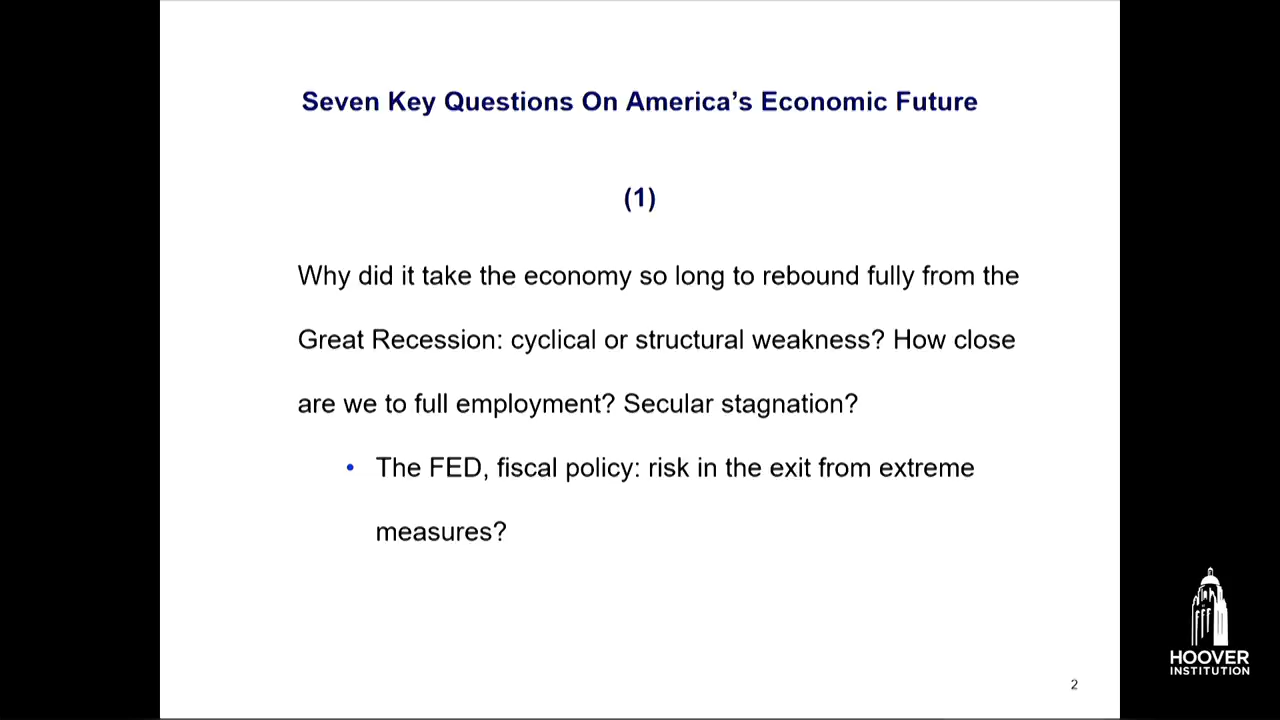 Seven Key Questions On America’s Economic Future
(1)
Why did it take the economy so long to rebound fully from the
Great Recession: cyclical or structural weakness? How close
are we to full employment? Secular stagnation?
• The FED, fiscal policy: risk in the exit from extreme
measures?
HOOVER
INSTITUTION
2